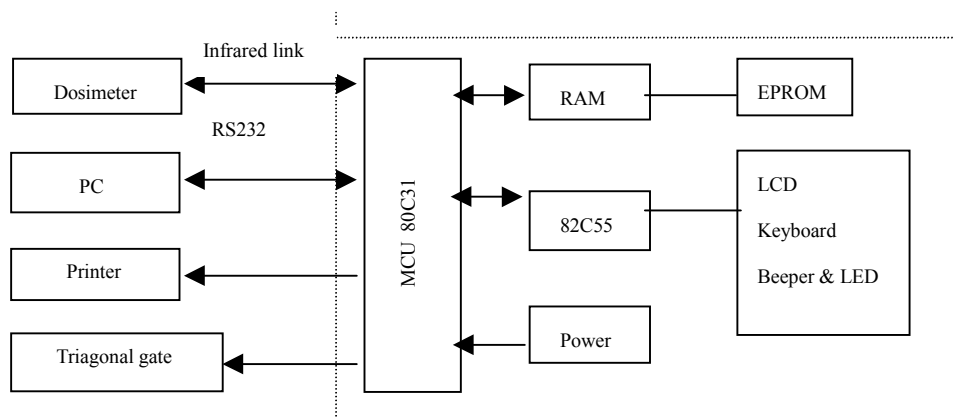 Infrared link
Dosimeter
RS232
PC
Printer
Triagonal gate
MCU 80C31
RAM
EPROM
82C55
LCD
Keyboard
Beeper & LED
Power